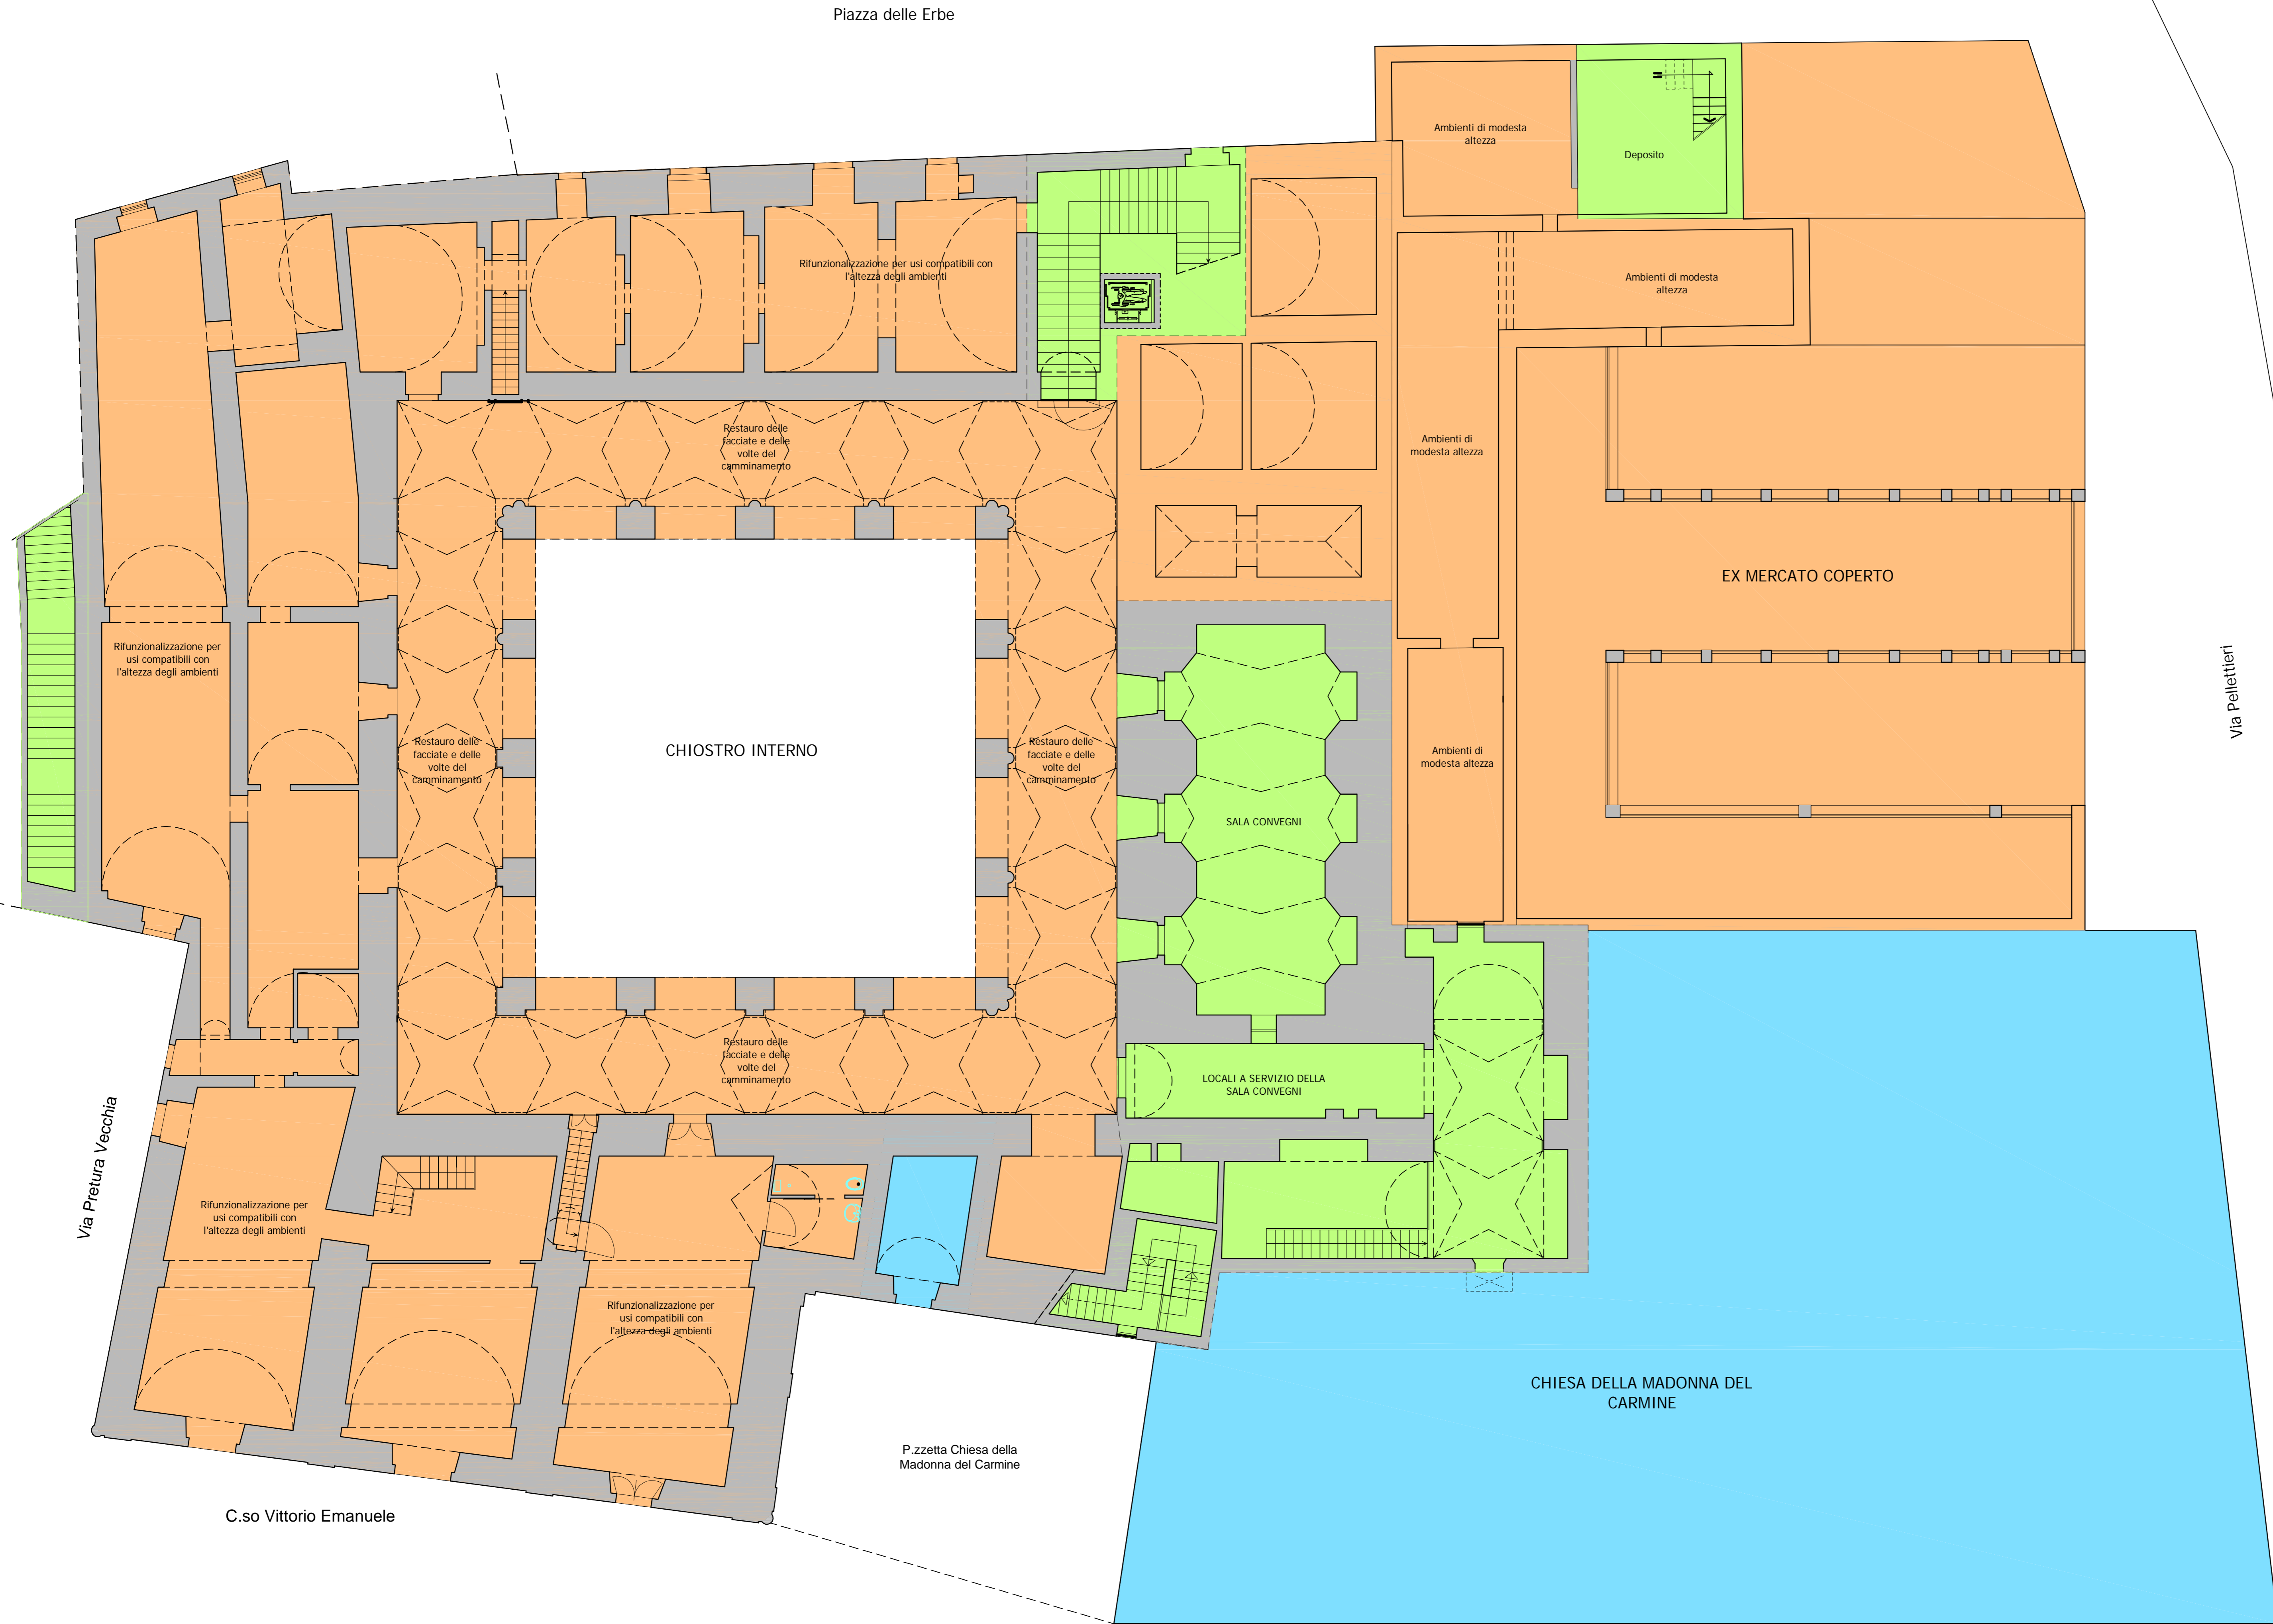 Piazza delle Erbe
Ambienti di modesta
altezza
Deposito
Rifunzionalizzazione per usi compatibili con
l'altezza degli ambienti
Ambienti di modesta
altezza
Restauro delle
facciate e delle
volte del
camminamento
Ambienti di
modesta altezza
EX MERCATO COPERTO
Rifunzionalizzazione per
usi compatibili con
l'altezza degli ambienti
Via Pelletieri
Restauro delle
facciate e delle
volte del
camminamento
CHIOSTRO INTERNO
Restauro delle
facciate e delle
volte del
camminamento
Ambienti di
modesta altezza
SALA CONVEGNI
Restauro delle
facciate e delle
volte del
camminamento
LOCALI A SERVIZIO DELLA
SALA CONVEGNI
Via Pretura Vecchia
Rifunzionalizzazione per
usi compatibili con
l'altezza degli ambienti
Rifunzionalizzazione per
usi compatibili con
l'altezza degli ambienti
CHIESA DELLA MADONNA DEL
CARMINE
P.zzetta Chiesa della
Madonna del Carmine
C.so Vittorio Emanuele